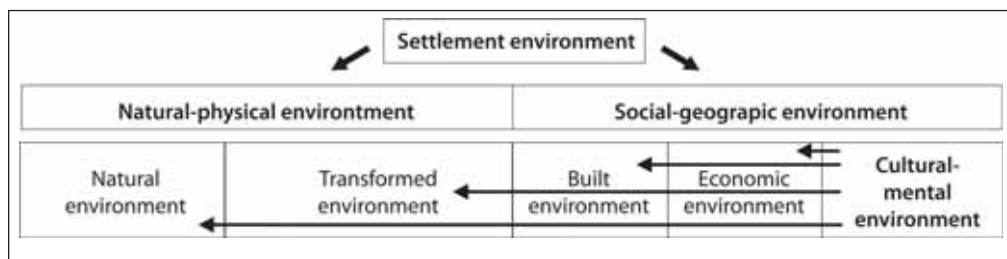 Settlement environment
Natural-physical environtment
Social-geograpic environment
Natural
environment
Transformed
environment
Built
environment
Economic
environment
Cultural-
mental
environment